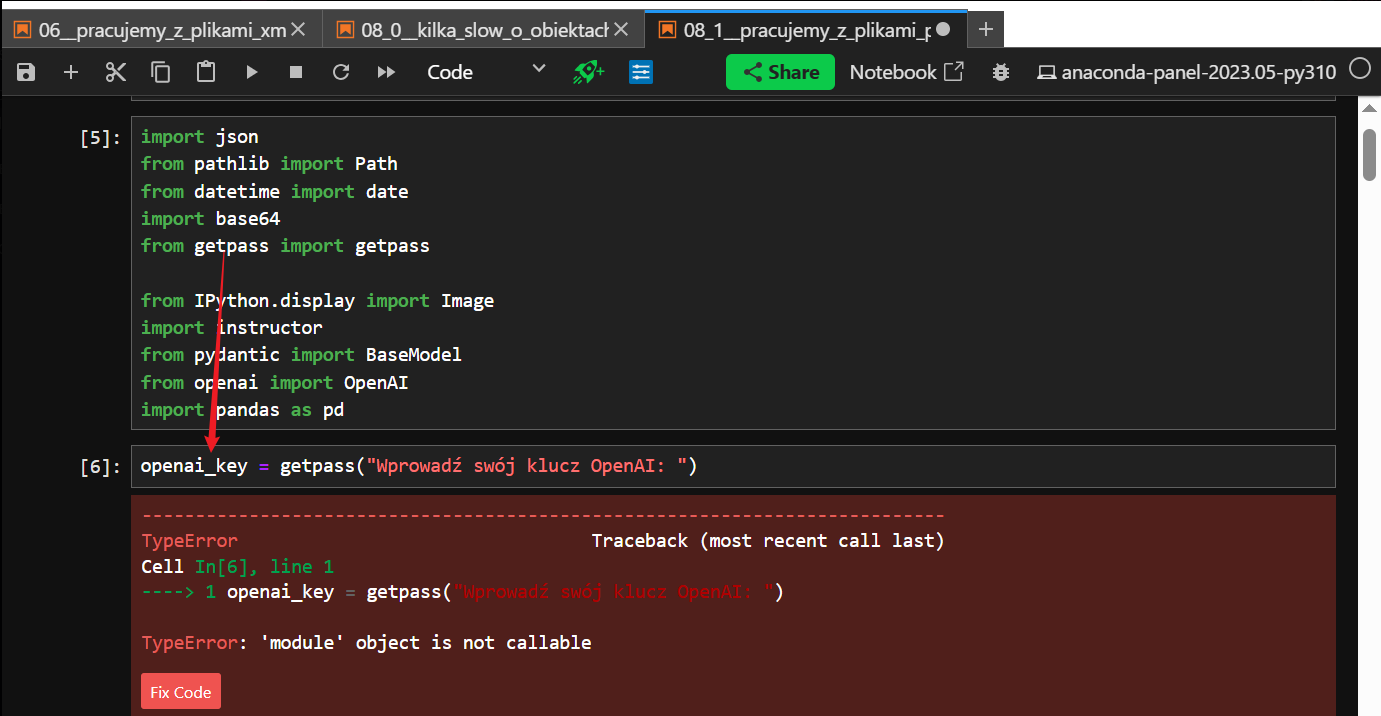 06__pracujemy_z_plikami_xm
08_0__kilka_slow_o_obiektach
08_1__pracujemy_z_plikami_p
Code
Share
Notebook
anaconda-panel-2023.05-py310
[5]:
import json
from pathlib import Path
from datetime import date
import base64
from getpass import getpass
from IPython.display import Image
import instructor
from pydantic import BaseModel
from openai import OpenAI
import pandas as pd
[6]:
openai_key = getpass("Wprowadź swój klucz OpenAI: ")
---------------------------------------------------------------------------
TypeError                                 Traceback (most recent call last)
Cell In[6], line 1
----> 1 openai_key = getpass("Wprowadź swój klucz OpenAI: ")
TypeError: 'module' object is not callable
Fix Code